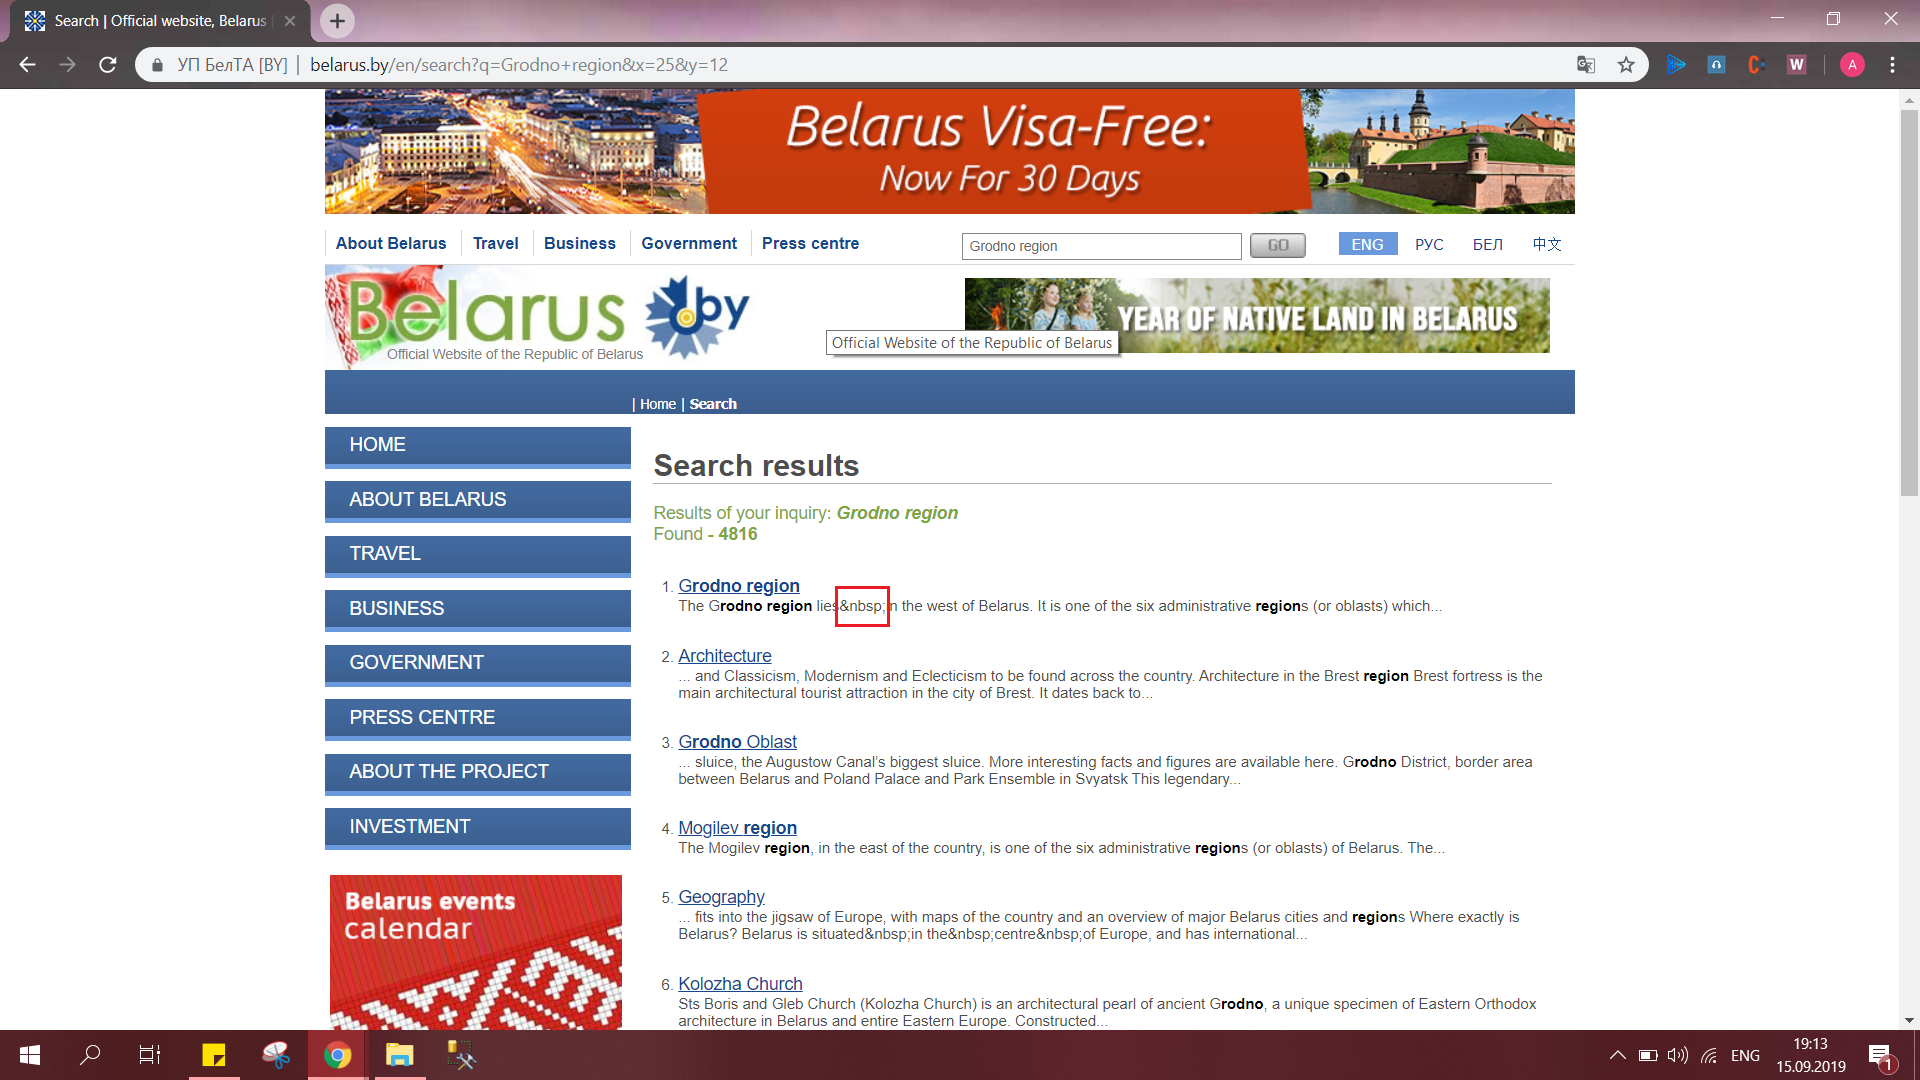 Search | Official website, Belarus
УП БелТА [BY] | belarus.by/en/search?q=Grodno+region&x=25&y=12
A
Belarus Visa-Free:
Now For 30 Days
About Belarus
Travel
Business
Government
Press centre
Grodno region
GO
ENG
РУС
БЕЛ
中文
Belarus by
Official Website of the Republic of Belarus
YEAR OF NATIVE LAND IN BELARUS
Official Website of the Republic of Belarus
| Home | Search
HOME
ABOUT BELARUS
TRAVEL
BUSINESS
GOVERNMENT
PRESS CENTRE
ABOUT THE PROJECT
INVESTMENT
Belarus events
calendar
Search results
Results of your inquiry: Grodno region
Found - 4816
1. Grodno region
The Grodno region lies&nbsp;in the west of Belarus. It is one of the six administrative regions (or oblasts) which...
2. Architecture
... and Classicism, Modernism and Eclecticism to be found across the country. Architecture in the Brest region Brest fortress is the
main architectural tourist attraction in the city of Brest. It dates back to...
3. Grodno Oblast
... sluice, the Augustow Canal's biggest sluice. More interesting facts and figures are available here. Grodno District, border area
between Belarus and Poland Palace and Park Ensemble in Svyatsk This legendary...
4. Mogilev region
The Mogilev region, in the east of the country, is one of the six administrative regions (or oblasts) of Belarus. The...
5. Geography
... fits into the jigsaw of Europe, with maps of the country and an overview of major Belarus cities and regions Where exactly is
Belarus? Belarus is situated&nbsp;in the&nbsp;centre&nbsp;of Europe, and has international...
6. Kolozha Church
Sts Boris and Gleb Church (Kolozha Church) is an architectural pearl of ancient Grodno, a unique specimen of Eastern Orthodox
architecture in Belarus and entire Eastern Europe. Constructed...
ENG
19:13
15.09.2019
1